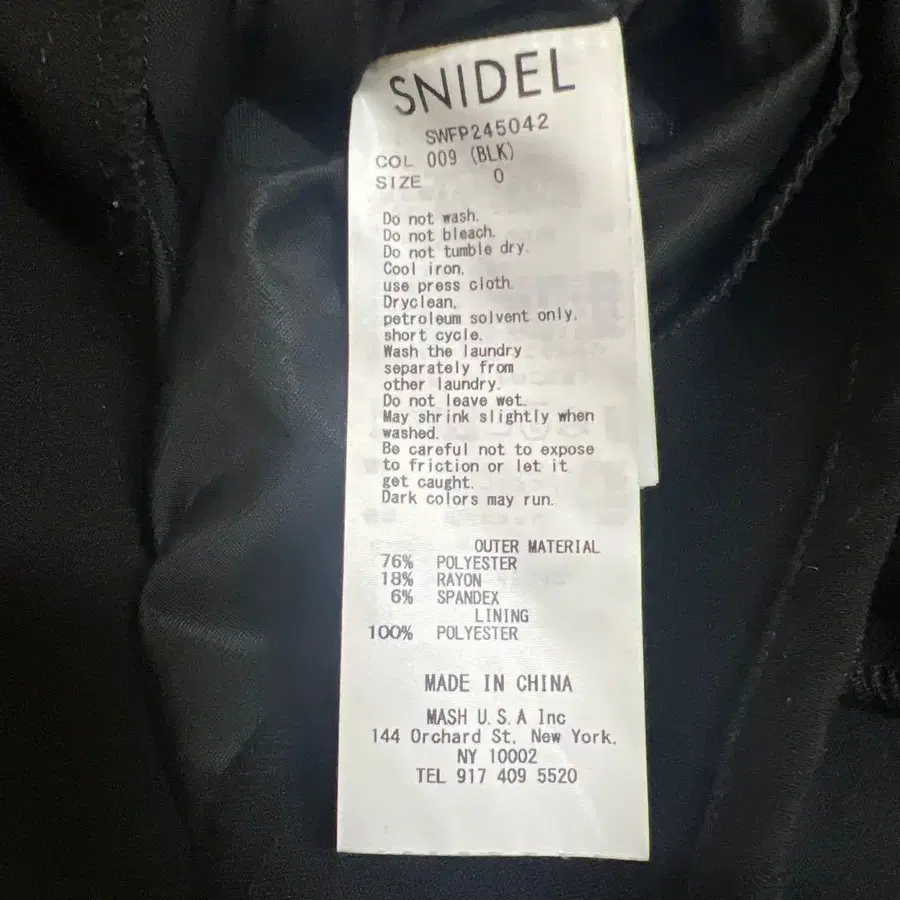 SNIDEL
SWFP245042
COL 009 (BLK)
SIZE 0
Do not wash.
Do not bleach.
Do not tumble dry.
Cool iron,
use press cloth.
Dryclean,
petroleum solvent only,
short cycle.
Wash the laundry
separately from
other laundry.
Do not leave wet.
May shrink slightly when
washed.
Be careful not to expose
to friction or let it
get caught.
Dark colors may run.
OUTER MATERIAL
76% POLYESTER
18% RAYON
6% SPANDEX
LINING
100% POLYESTER
MADE IN CHINA
MASH U.S.A Inc
144 Orchard St, New York,
NY 10002
TEL 917 409 5520